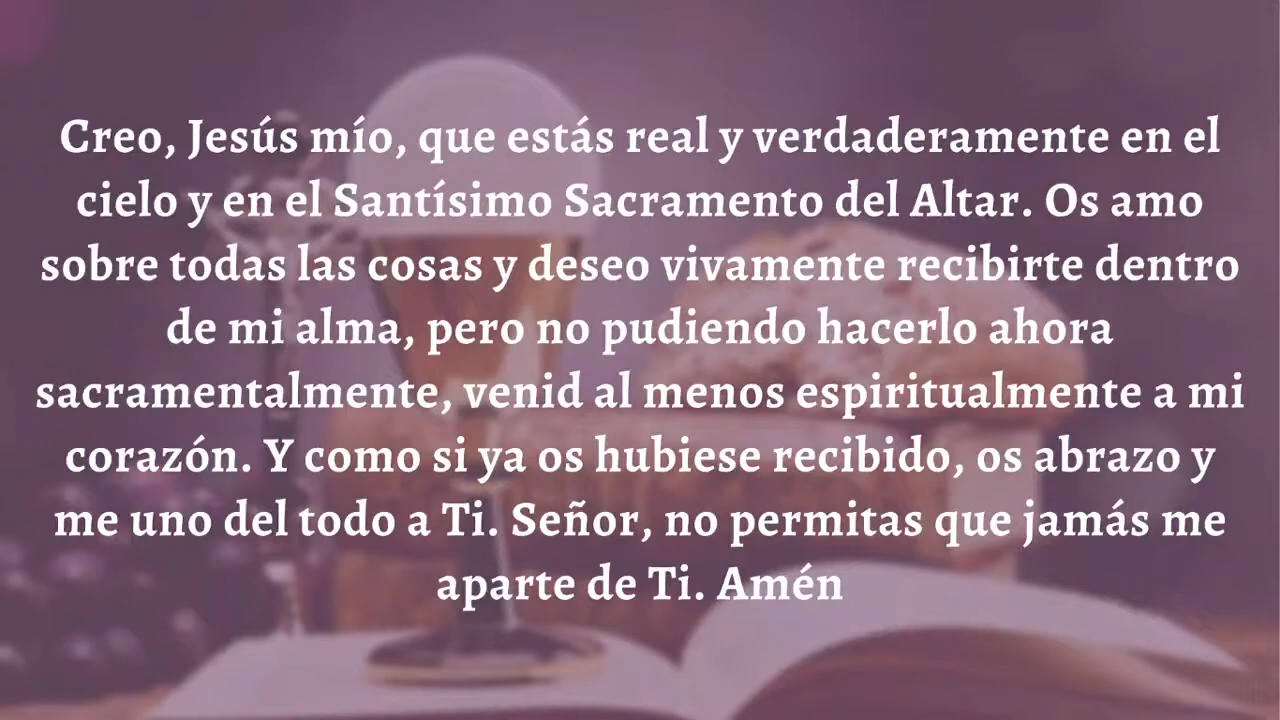 Creo, Jesús mío, que estás real y verdaderamente en el
cielo y en el Santísimo Sacramento del Altar. Os amo
sobre todas las cosas y deseo vivamente recibirte dentro
de mi alma, pero no pudiendo hacerlo ahora
sacramentalmente, venid al menos espiritualmente a mi
corazón. Y como si ya os hubiese recibido, os abrazo y
me uno del todo a Ti. Señor, no permitas que jamás me
aparte de Ti. Amén